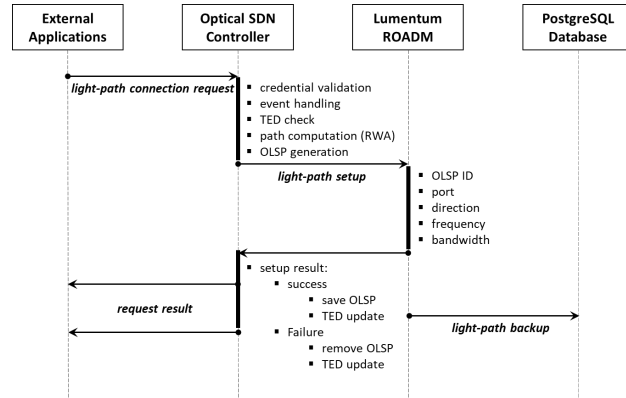 External
Applications
Optical SDN
Controller
Lumentum
ROADM
PostgreSQL
Database
light-path connection request
▪ credential validation
▪ event handling
▪ TED check
▪ path computation (RWA)
▪ OLSP generation
light-path setup
▪ OLSP ID
▪ port
▪ direction
▪ frequency
▪ bandwidth
▪ setup result:
▪ success
▪ save OLSP
▪ TED update
▪ Failure
▪ remove OLSP
▪ TED update
request result
light-path backup